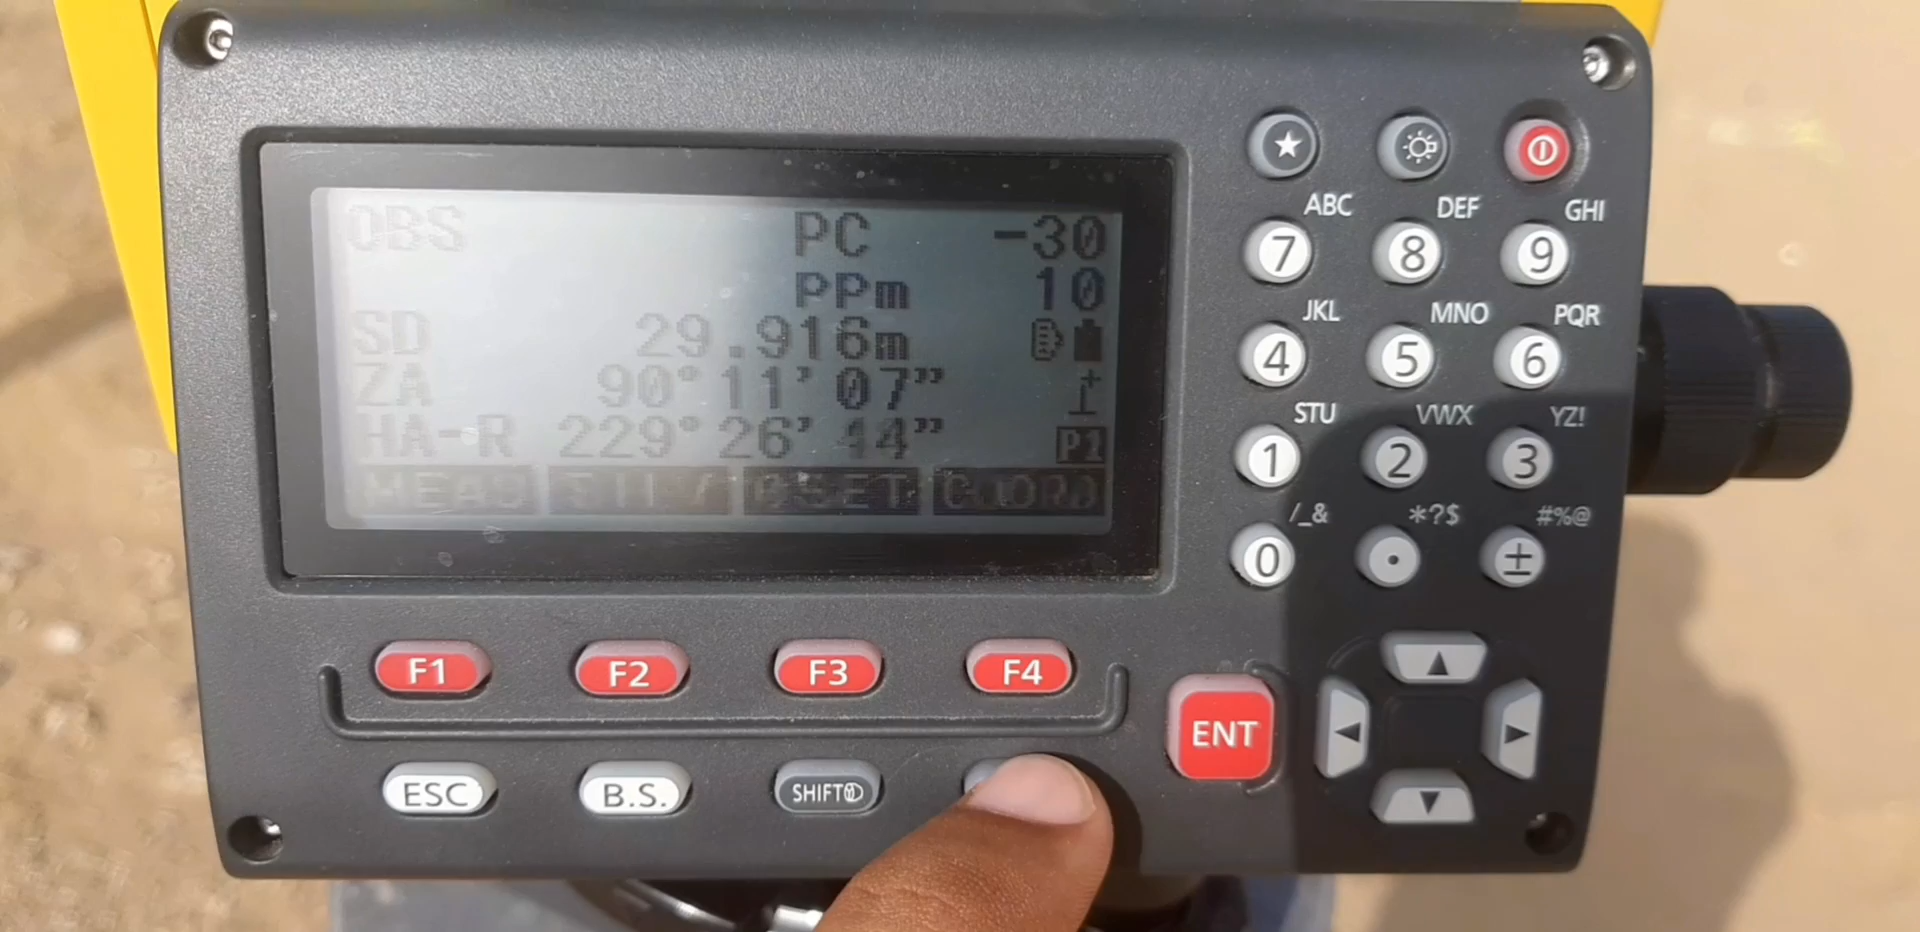 OBS PC -30
ppm 10
SD 29.916m
ZA 90°11'07"
HA-R 229°26'44" P1
MEAS 0SET COORD
ABC DEF GHI
7 8 9
JKL MNO PQR
4 5 6
STU VWX YZ!
1 2 3
/_& *?$ #%@
0 . ±
F1 F2 F3 F4
ENT
ESC B.S. SHIFT